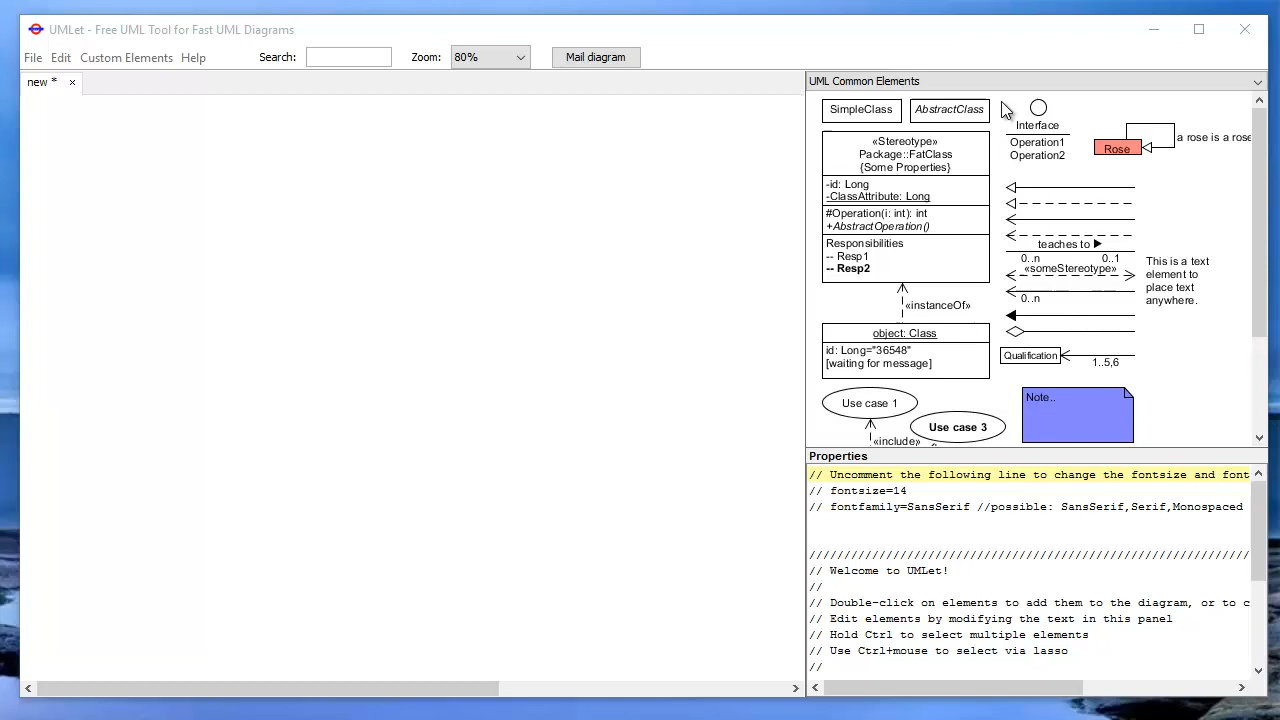 UMLet - Free UML Tool for Fast UML Diagrams
File Edit Custom Elements Help Search: Zoom: 80% Mail diagram
new *
UML Common Elements
SimpleClass
AbstractClass
«Stereotype»
Package::FatClass
{Some Properties}
-id: Long
-ClassAttribute: Long
#Operation(i: int): int
+AbstractOperation()
Responsibilities
-- Resp1
-- Resp2
«instanceOf»
object: Class
id: Long="36548"
[waiting for message]
Use case 1
«include»
Use case 3
Interface
Operation1
Operation2
Rose
a rose is a rose
teaches to
0..n 0..1
«someStereotype»
0..n
Qualification
1..5,6
This is a text
element to
place text
anywhere.
Note..
Properties
// Uncomment the following line to change the fontsize and font
// fontsize=14
// fontfamily=SansSerif //possible: SansSerif,Serif,Monospaced
///////////////////////////////////////////////////////////////
// Welcome to UMLet!
//
// Double-click on elements to add them to the diagram, or to c
// Edit elements by modifying the text in this panel
// Hold Ctrl to select multiple elements
// Use Ctrl+mouse to select via lasso
//